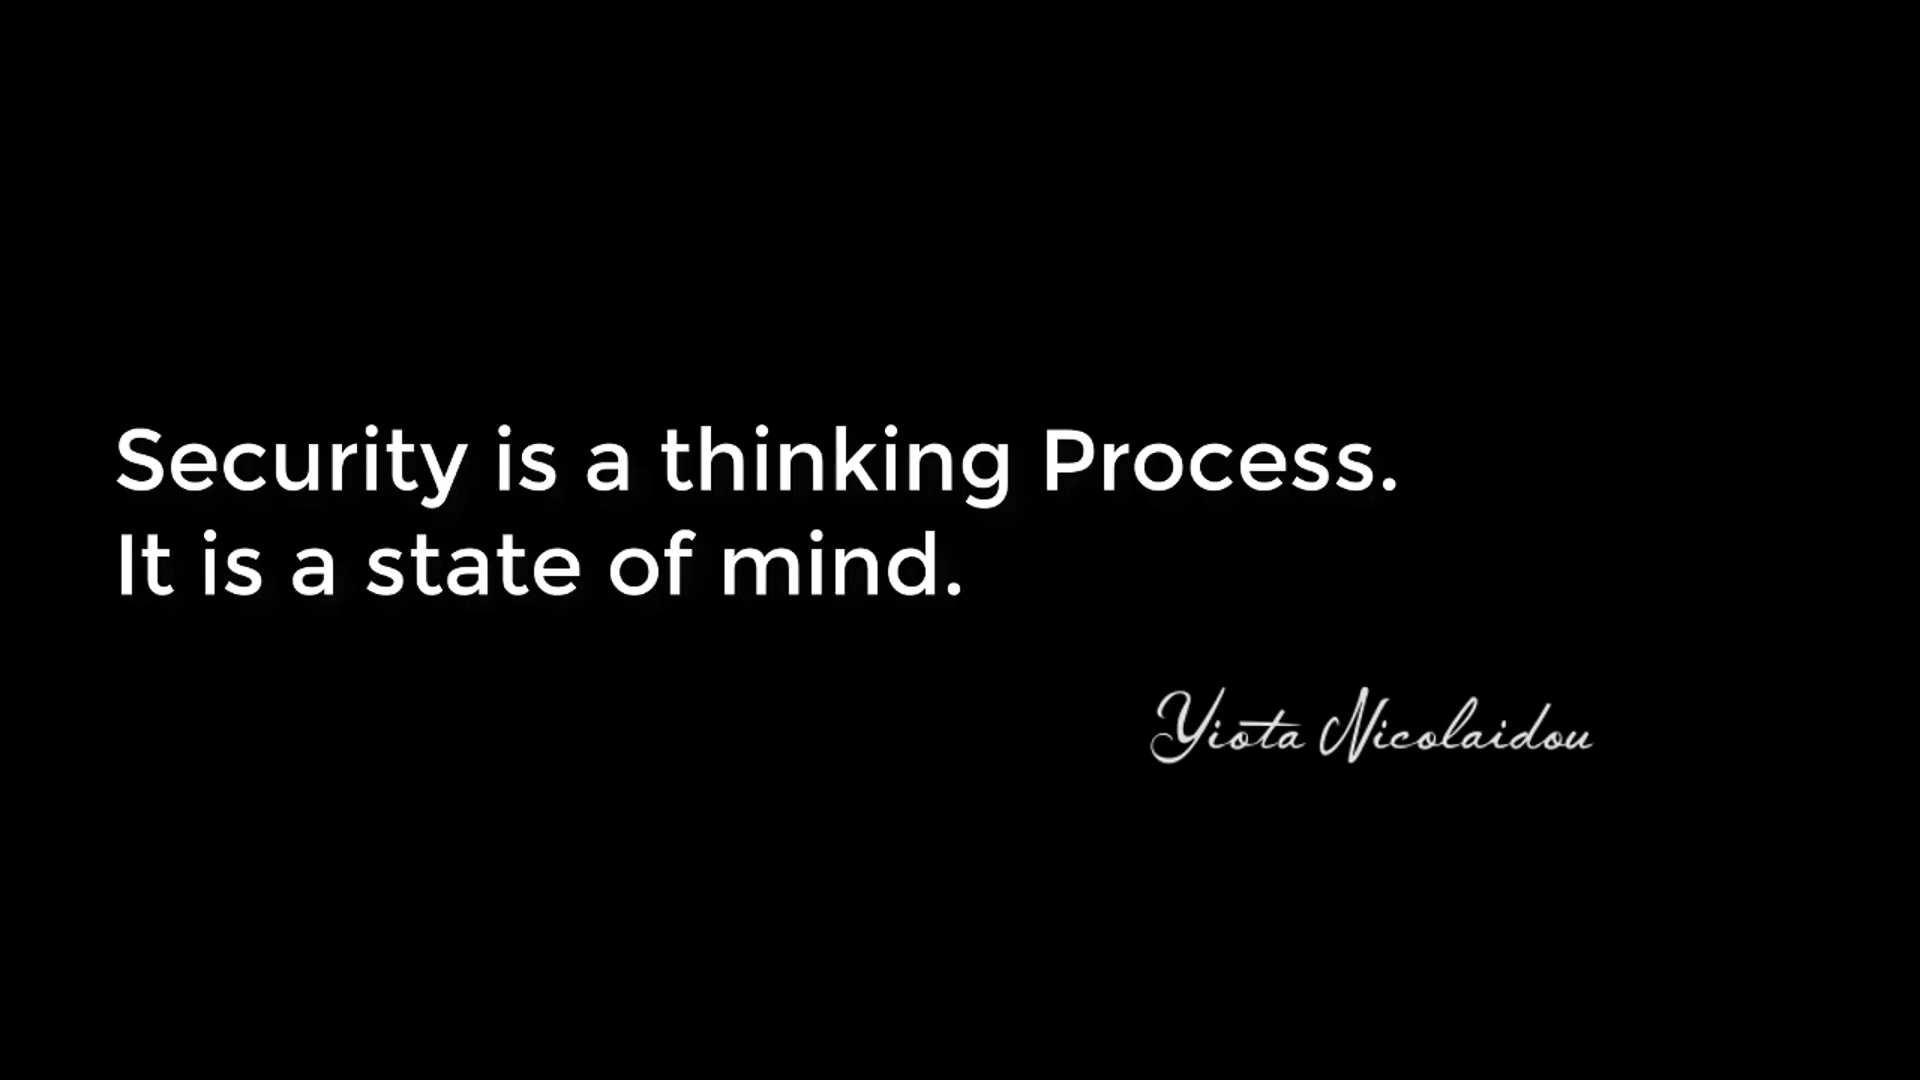 Security is a thinking Process.
It is a state of mind.
Yiota Nicolaidou